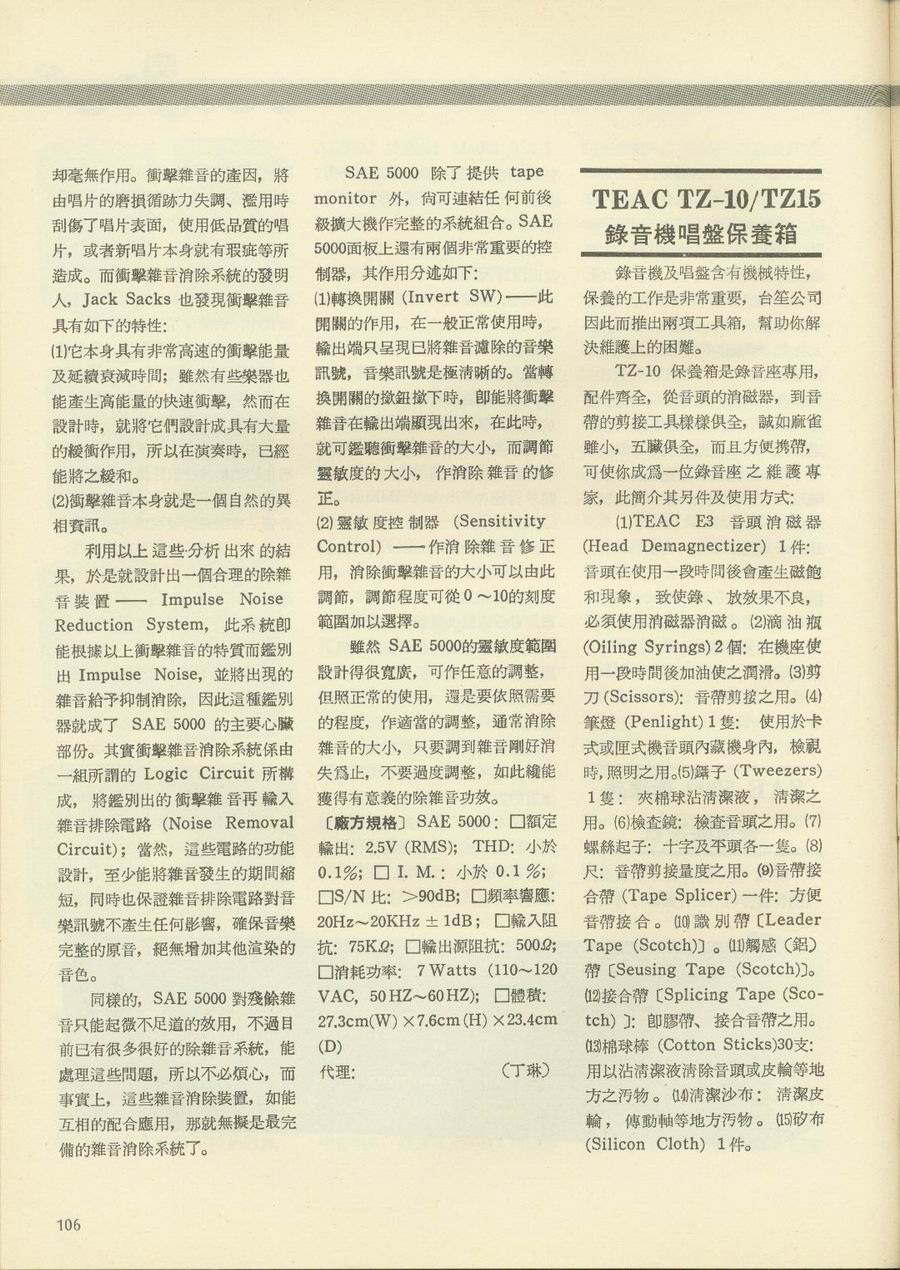 却毫無作用。衝擊雜音的產因，將
由唱片的磨損循跡力失調、濫用時
刮傷了唱片表面，使用低品質的唱
片，或者新唱片本身就有瑕疵等所
造成。而衝擊雜音消除系統的發明
人，Jack Sacks 也發現衝擊雜音
具有如下的特性：
⑴它本身具有非常高速的衝擊能量
及延續衰減時間；雖然有些樂器也
能產生高能量的快速衝擊，然而在
設計時，就將它們設計成具有大量
的緩衝作用，所以在演奏時，已經
能將之緩和。
⑵衝擊雜音本身就是一個自然的異
相資訊。
利用以上這些分析出來的結
果，於是就設計出一個合理的除雜
音裝置—— Impulse Noise
Reduction System，此系統卽
能根據以上衝擊雜音的特質而鑑別
出 Impulse Noise，並將出現的
雜音給予抑制消除，因此這種鑑別
器就成了 SAE 5000 的主要心臟
部份。其實衝擊雜音消除系統係由
一組所謂的 Logic Circuit 所構
成，將鑑別出的衝擊雜音再輸入
雜音排除電路 (Noise Removal
Circuit)；當然，這些電路的功能
設計，至少能將雜音發生的期間縮
短，同時也保證雜音排除電路對音
樂訊號不產生任何影響，確保音樂
完整的原音，絕無增加其他渲染的
音色。
同樣的，SAE 5000 對殘餘雜
音只能起微不足道的效用，不過目
前已有很多很好的除雜音系統，能
處理這些問題，所以不必煩心，而
事實上，這些雜音消除裝置，如能
互相的配合應用，那就無擬是最完
備的雜音消除系統了。
SAE 5000 除了提供 tape
monitor 外，尙可連結任何前後
級擴大機作完整的系統組合。SAE
5000面板上還有兩個非常重要的控
制器，其作用分述如下：
⑴轉換開關 (Invert SW)——此
開關的作用，在一般正常使用時，
輸出端只呈現已將雜音濾除的音樂
訊號，音樂訊號是極清晰的。當轉
換開關的撳鈕撳下時，卽能將衝擊
雜音在輸出端顯現出來，在此時，
就可鑑聽衝擊雜音的大小，而調節
靈敏度的大小，作消除雜音的修
正。
⑵靈敏度控制器 (Sensitivity
Control) ——作消除雜音修正
用，消除衝擊雜音的大小可以由此
調節，調節程度可從0～10的刻度
範圍加以選擇。
雖然 SAE 5000的靈敏度範圍
設計得很寬廣，可作任意的調整，
但照正常的使用，還是要依照需要
的程度，作適當的調整，通常消除
雜音的大小，只要調到雜音剛好消
失爲止，不要過度調整，如此纔能
獲得有意義的除雜音功效。
〔廠方規格〕SAE 5000：□額定
輸出：2.5V (RMS)； THD：小於
0.1%；□ I. M.：小於 0.1%；
□S/N 比：＞90dB；□頻率響應：
20Hz～20KHz ± 1dB；□輸入阻
抗：75KΩ；□輸出源阻抗：500Ω；
□消耗功率：7 Watts (110～120
VAC，50HZ～60HZ)；□體積：
27.3cm(W) ×7.6cm(H) ×23.4cm
(D)
代理： （丁琳）
TEAC TZ-10/TZ15
錄音機唱盤保養箱
錄音機及唱盤含有機械特性，
保養的工作是非常重要，台笙公司
因此而推出兩項工具箱，幫助你解
決維護上的困難。
TZ-10 保養箱是錄音座專用，
配件齊全，從音頭的消磁器，到音
帶的剪接工具樣樣俱全，誠如麻雀
雖小，五臟俱全，而且方便携帶，
可使你成爲一位錄音座之維護專
家，此簡介其另件及使用方式：
⑴TEAC E3 音頭消磁器
(Head Demagnectizer) 1件：
音頭在使用一段時間後會產生磁飽
和現象，致使錄、放效果不良，
必須使用消磁器消磁。⑵滴油瓶
(Oiling Syrings) 2個：在機座使
用一段時間後加油使之潤滑。⑶剪
刀 (Scissors)：音帶剪接之用。⑷
筆燈 (Penlight) 1隻： 使用於卡
式或匣式機音頭內藏機身內，檢視
時，照明之用。⑸鑷子 (Tweezers)
1隻：夾棉球沾清潔液，清潔之
用。⑹檢查鏡：檢查音頭之用。⑺
螺絲起子：十字及平頭各一隻。⑻
尺：音帶剪接量度之用。⑼音帶接
合帶 (Tape Splicer) 一件：方便
音帶接合。⑽識別帶〔Leader
Tape (Scotch)〕。⑾觸感（鋁）
帶〔Seusing Tape (Scotch)〕。
⑿接合帶〔Splicing Tape (Sco-
tch) 〕：卽膠帶、接合音帶之用。
⒀棉球棒 (Cotton Sticks)30支：
用以沾清潔液清除音頭或皮輪等地
方之汚物。⒁清潔沙布：清潔皮
輪，傳動軸等地方汚物。⒂矽布
(Silicon Cloth) 1件。
106